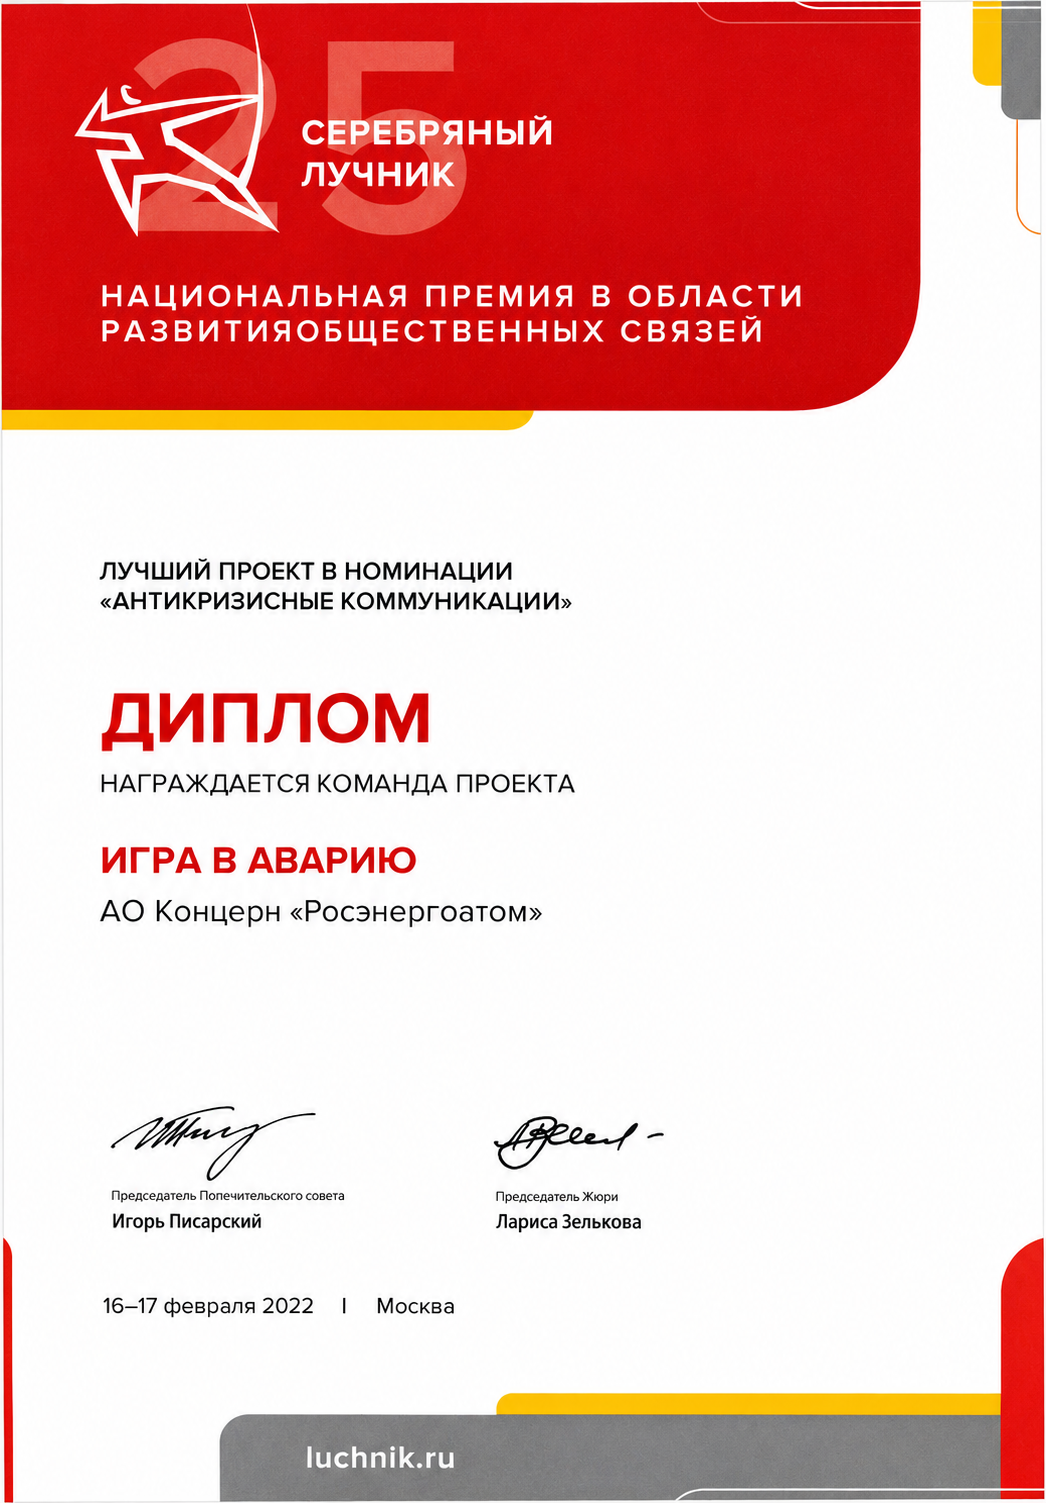 25
СЕРЕБРЯНЫЙ
ЛУЧНИК
НАЦИОНАЛЬНАЯ ПРЕМИЯ В ОБЛАСТИ
РАЗВИТИЯОБЩЕСТВЕННЫХ СВЯЗЕЙ
ЛУЧШИЙ ПРОЕКТ В НОМИНАЦИИ
«АНТИКРИЗИСНЫЕ КОММУНИКАЦИИ»
ДИПЛОМ
НАГРАЖДАЕТСЯ КОМАНДА ПРОЕКТА
ИГРА В АВАРИЮ
АО Концерн «Росэнергоатом»
Председатель Попечительского совета
Игорь Писарский
Председатель Жюри
Лариса Зелькова
16–17 февраля 2022 | Москва
luchnik.ru